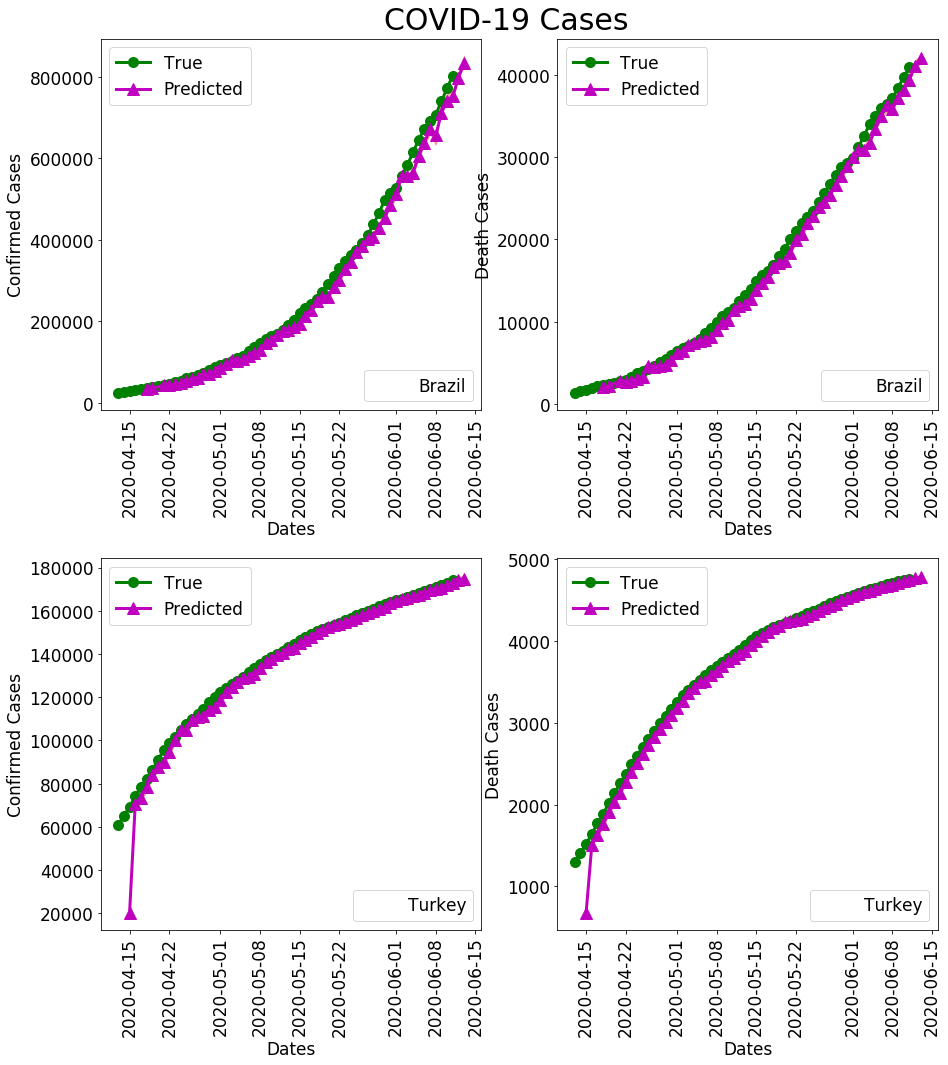 COVID-19 Cases
True
Predicted
800000
600000
400000
200000
0
Confirmed Cases
Brazil
2020-04-15
2020-04-22
2020-05-01
2020-05-08
2020-05-15
2020-05-22
2020-06-01
2020-06-08
2020-06-15
Dates
True
Predicted
40000
30000
20000
10000
0
Death Cases
Brazil
2020-04-15
2020-04-22
2020-05-01
2020-05-08
2020-05-15
2020-05-22
2020-06-01
2020-06-08
2020-06-15
Dates
True
Predicted
180000
160000
140000
120000
100000
80000
60000
40000
20000
Confirmed Cases
Turkey
2020-04-15
2020-04-22
2020-05-01
2020-05-08
2020-05-15
2020-05-22
2020-06-01
2020-06-08
2020-06-15
Dates
True
Predicted
5000
4000
3000
2000
1000
Death Cases
Turkey
2020-04-15
2020-04-22
2020-05-01
2020-05-08
2020-05-15
2020-05-22
2020-06-01
2020-06-08
2020-06-15
Dates